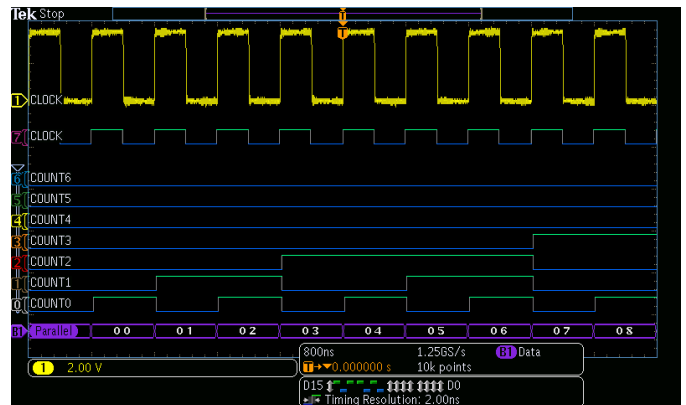 Tek Stop
T
T
1 CLOCK
7 CLOCK
6 COUNT6
5 COUNT5
4 COUNT4
3 COUNT3
2 COUNT2
1 COUNT1
0 COUNT0
B1 Parallel 00 01 02 03 04 05 06 07 08
1 2.00 V
800ns 1.25GS/s B1 Data
T→▼0.000000 s 10k points
D15 D0
Timing Resolution: 2.00ns